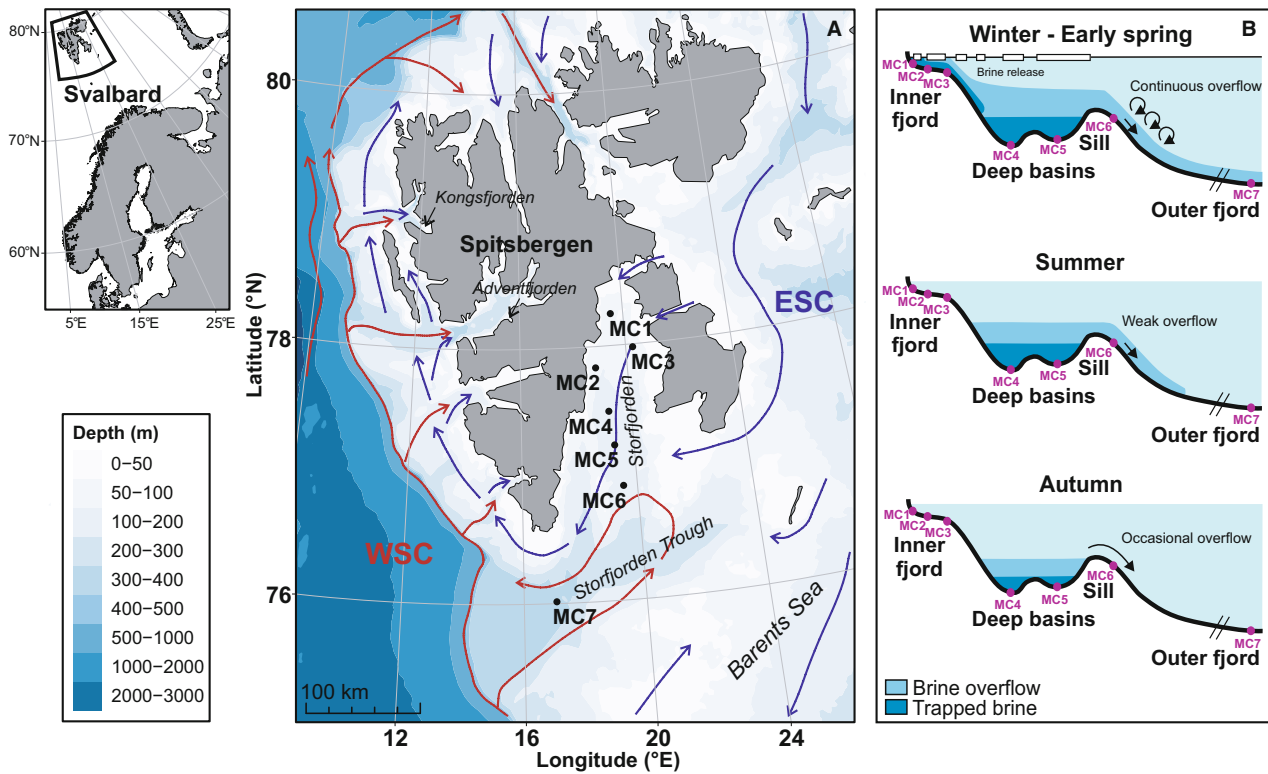 80°N
Svalbard
70°N
60°N
5°E
15°E
25°E
Depth (m)
0−50
50−100
100−200
200−300
300−400
400−500
500−1000
1000−2000
2000−3000
A
80
78
76
Latitude (°N)
Kongsfjorden
Spitsbergen
Adventfjorden
ESC
MC1
MC3
MC2
Storfjorden
MC4
MC5
MC6
WSC
Storfjorden Trough
MC7
Barents Sea
100 km
12
16
20
24
Longitude (°E)
B
Winter - Early spring
MC1
MC2
MC3
Brine release
Continuous overflow
Inner
fjord
MC6
Sill
MC4
MC5
Deep basins
MC7
Outer fjord
Summer
MC1
MC2
MC3
Weak overflow
Inner
fjord
MC6
Sill
MC4
MC5
Deep basins
MC7
Outer fjord
Autumn
MC1
MC2
MC3
Occasional overflow
Inner
fjord
MC6
Sill
MC4
MC5
Deep basins
MC7
Outer fjord
Brine overflow
Trapped brine